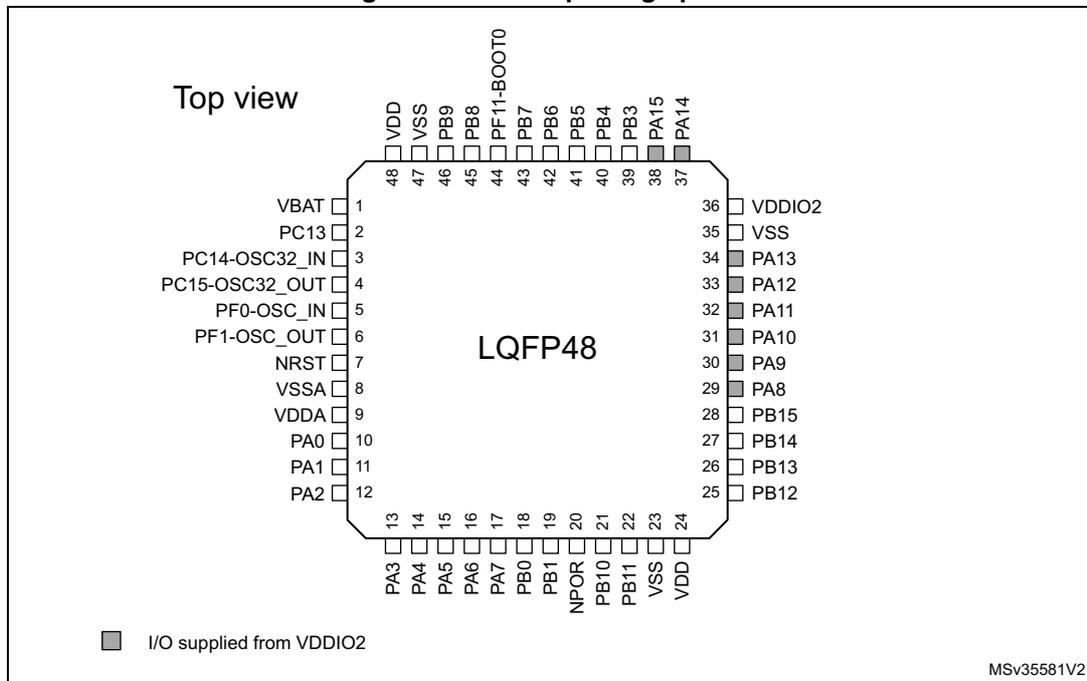 Top view
48 VDD
47 VSS
46 PB9
45 PB8
44 PF11-BOOT0
43 PB7
42 PB6
41 PB5
40 PB4
39 PB3
38 PA15
37 PA14
VBAT 1
PC13 2
PC14-OSC32_IN 3
PC15-OSC32_OUT 4
PF0-OSC_IN 5
PF1-OSC_OUT 6
NRST 7
VSSA 8
VDDA 9
PA0 10
PA1 11
PA2 12
LQFP48
36 VDDIO2
35 VSS
34 PA13
33 PA12
32 PA11
31 PA10
30 PA9
29 PA8
28 PB15
27 PB14
26 PB13
25 PB12
PA3 13
PA4 14
PA5 15
PA6 16
PA7 17
PB0 18
PB1 19
NPOR 20
PB10 21
PB11 22
VSS 23
VDD 24
I/O supplied from VDDIO2
MSv35581V2